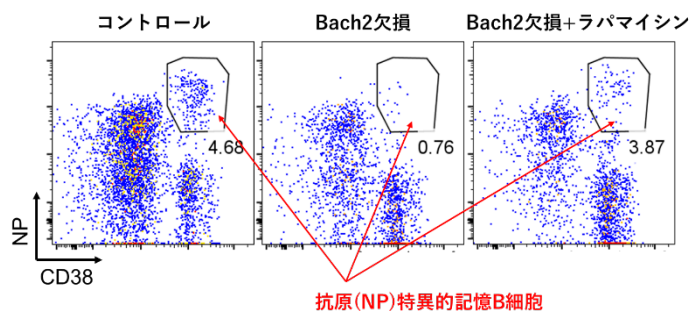 コントロール
Bach2欠損
Bach2欠損+ラパマイシン
4.68
0.76
3.87
NP
CD38
抗原(NP)特異的記憶B細胞